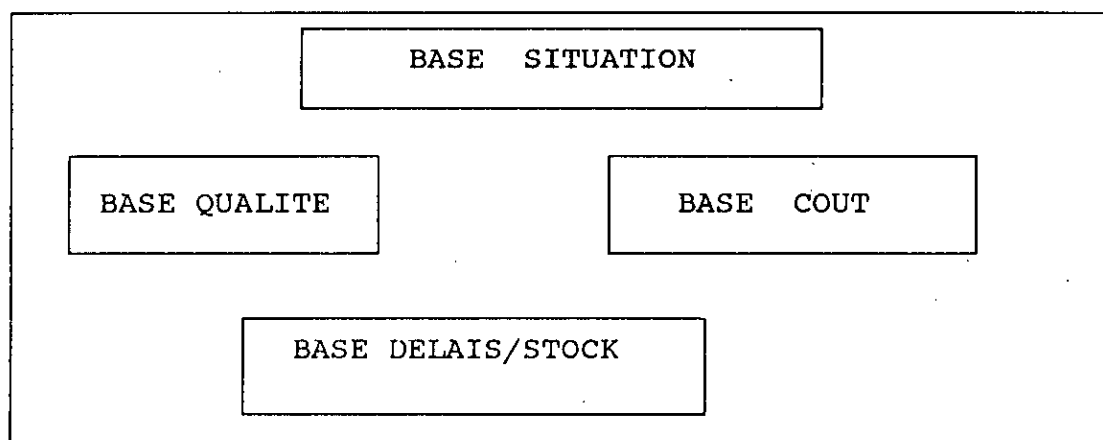 BASE SITUATION
BASE QUALITE
BASE COUT
BASE DELAIS/STOCK